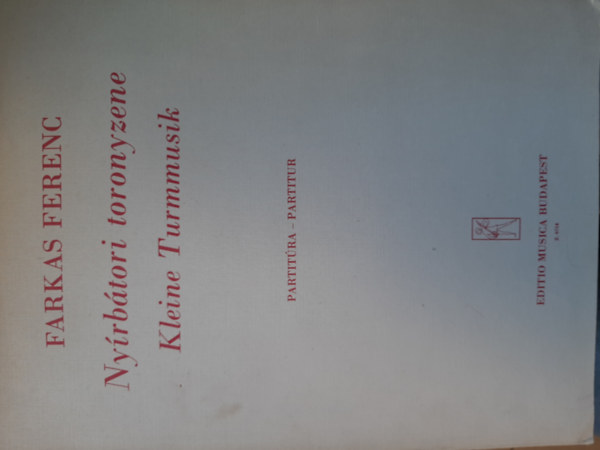 FARKAS FERENC
Nyírbátori toronyzene
Kleine Turmmusik
PARTITÚRA – PARTITUR
EDITIO MUSICA BUDAPEST